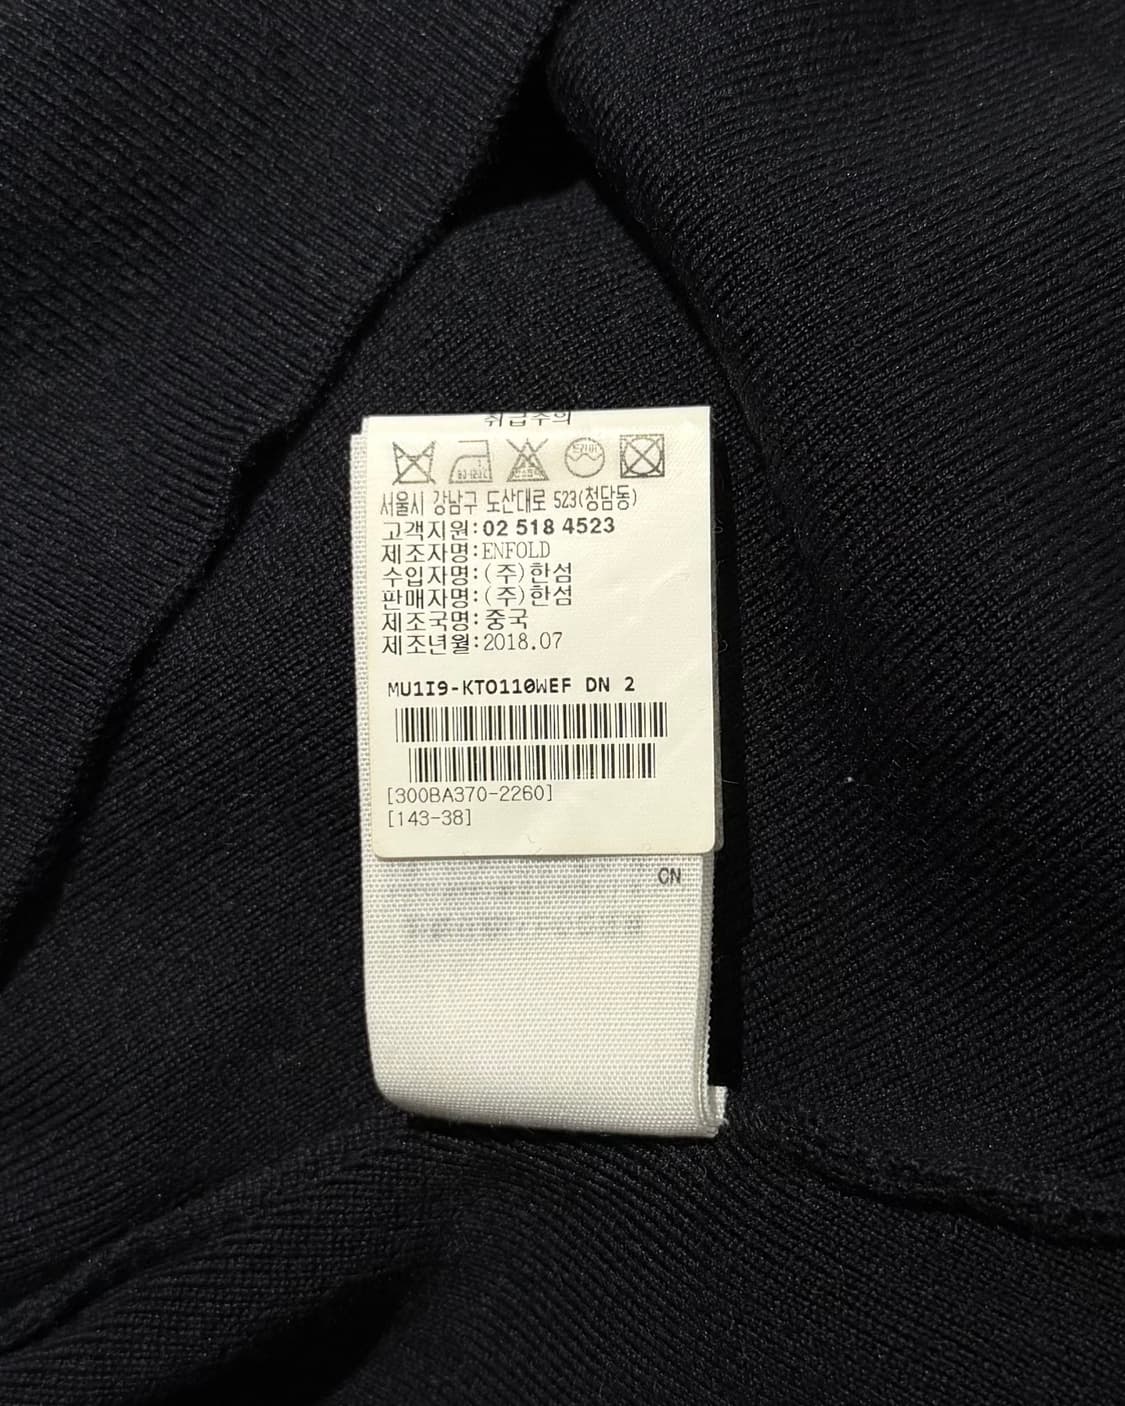 취급주의
서울시 강남구 도산대로 523(청담동)
고객지원:02 518 4523
제조자명:ENFOLD
수입자명:(주)한섬
판매자명:(주)한섬
제조국명:중국
제조년월:2018.07
MU1I9-KTO110WEF DN 2
[300BA370-2260]
[143-38]
CN